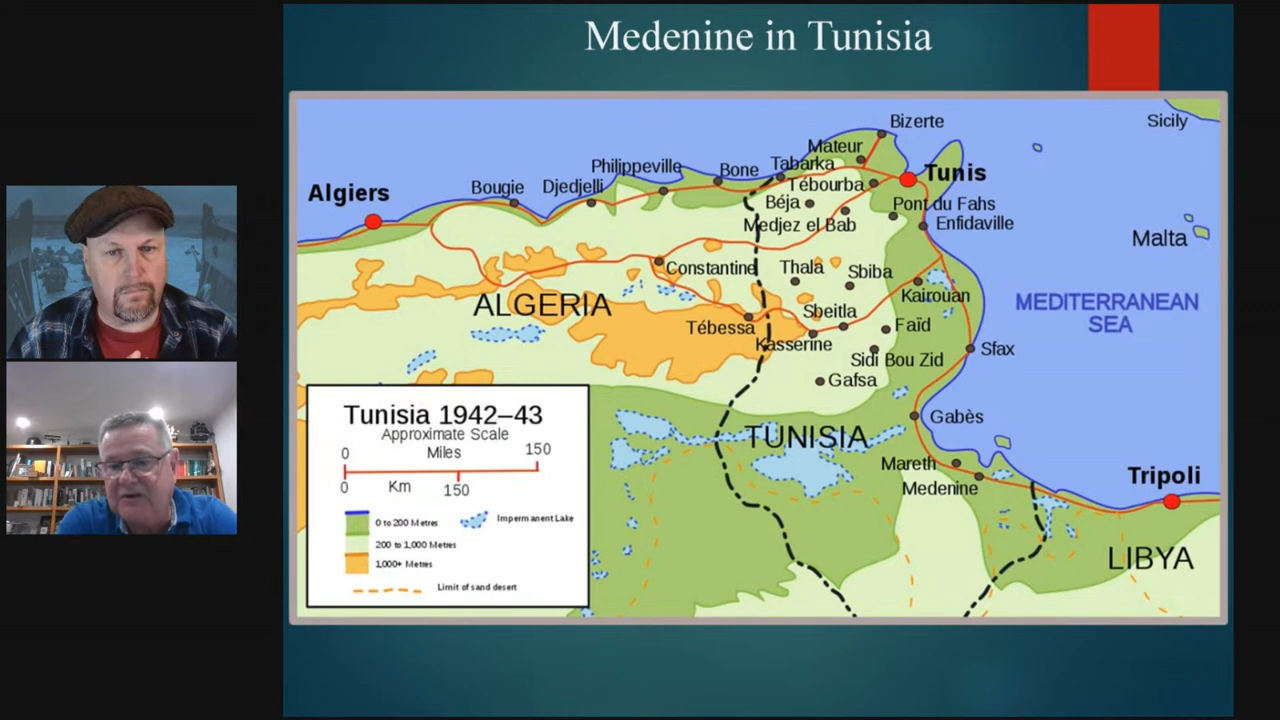 Medenine in Tunisia
Bizerte
Sicily
Mateur
Philippeville
Bone
Tabarka
Tunis
Algiers
Bougie
Djedjelli
Tébourba
Béja
Pont du Fahs
Medjez el Bab
Enfidaville
Malta
Constantine
Thala
Sbiba
Kairouan
ALGERIA
MEDITERRANEAN
SEA
Tébessa
Sbeitla
Faïd
Kasserine
Sidi Bou Zid
Sfax
Gafsa
Gabès
TUNISIA
Mareth
Medenine
Tripoli
LIBYA
Tunisia 1942–43
Approximate Scale
0 Miles 150
0 Km 150
0 to 200 Metres
Impermanent Lake
200 to 1,000 Metres
1,000+ Metres
Limit of sand desert